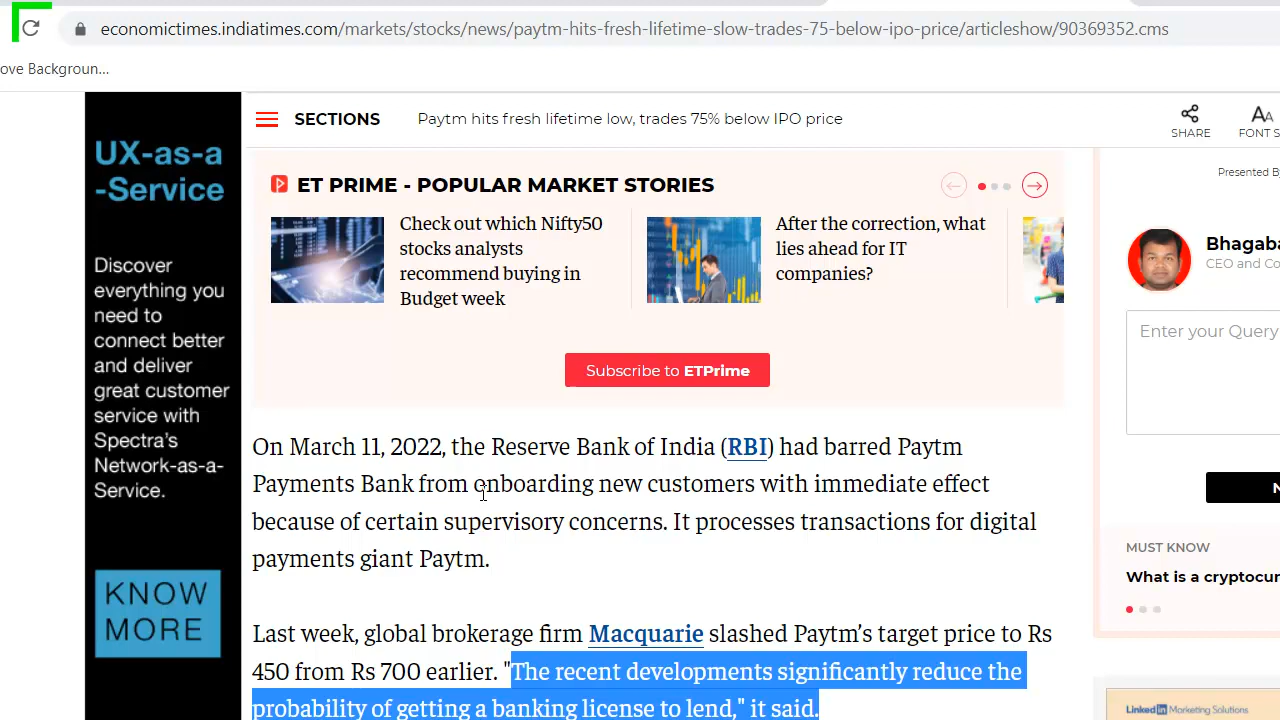 economictimes.indiatimes.com/markets/stocks/news/paytm-hits-fresh-lifetime-slow-trades-75-below-ipo-price/articleshow/90369352.cms
ove Backgroun...
SECTIONS
Paytm hits fresh lifetime low, trades 75% below IPO price
SHARE
AA
FONT S
UX-as-a
-Service
Discover
everything you
need to
connect better
and deliver
great customer
service with
Spectra's
Network-as-a-
Service.
KNOW
MORE
ET PRIME - POPULAR MARKET STORIES
Check out which Nifty50
stocks analysts
recommend buying in
Budget week
After the correction, what
lies ahead for IT
companies?
Subscribe to ETPrime
On March 11, 2022, the Reserve Bank of India (RBI) had barred Paytm
Payments Bank from onboarding new customers with immediate effect
because of certain supervisory concerns. It processes transactions for digital
payments giant Paytm.
Last week, global brokerage firm Macquarie slashed Paytm's target price to Rs
450 from Rs 700 earlier. "The recent developments significantly reduce the
probability of getting a banking license to lend," it said.
Presented By
Bhagaba
CEO and Co
Enter your Query
N
MUST KNOW
What is a cryptocur
LinkedIn Marketing Solutions